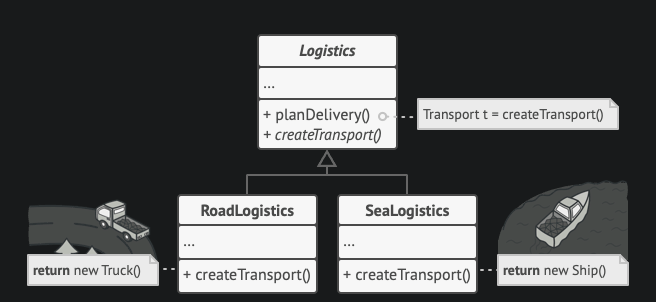 Logistics
...
+ planDelivery()
+ createTransport()
Transport t = createTransport()
RoadLogistics
...
+ createTransport()
SeaLogistics
...
+ createTransport()
return new Truck()
return new Ship()